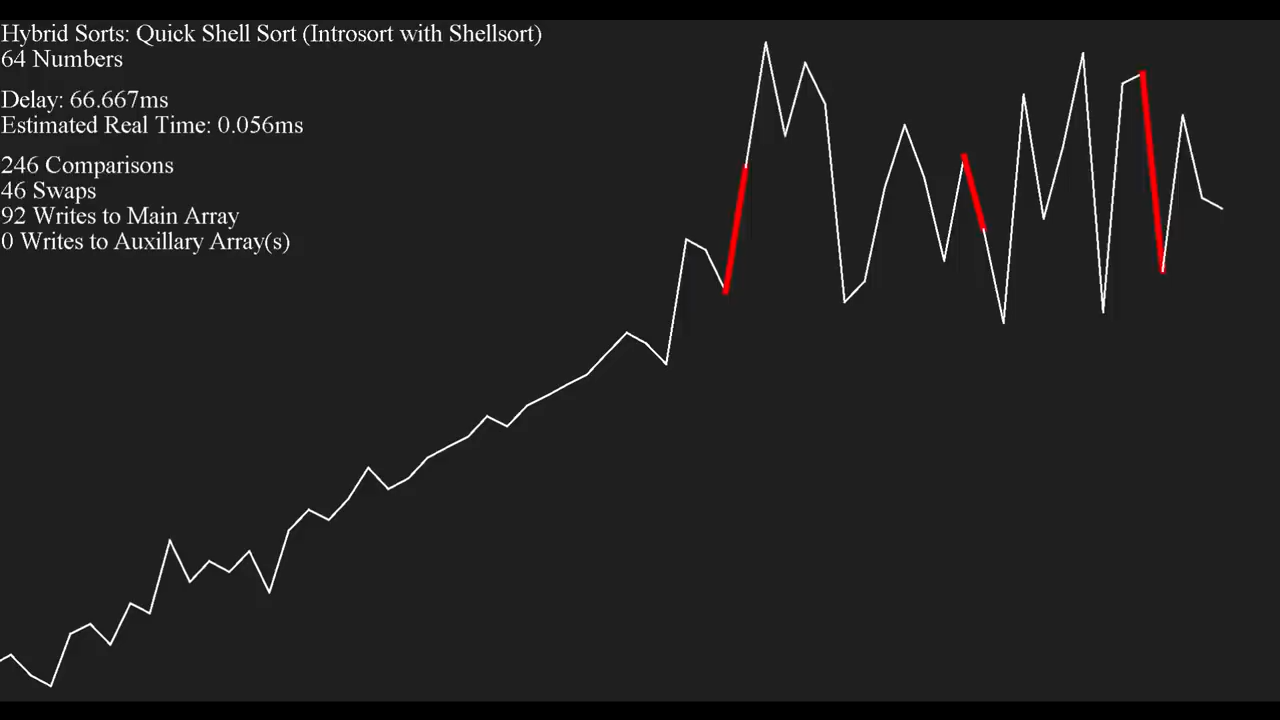 Hybrid Sorts: Quick Shell Sort (Introsort with Shellsort)
64 Numbers
Delay: 66.667ms
Estimated Real Time: 0.056ms
246 Comparisons
46 Swaps
92 Writes to Main Array
0 Writes to Auxillary Array(s)